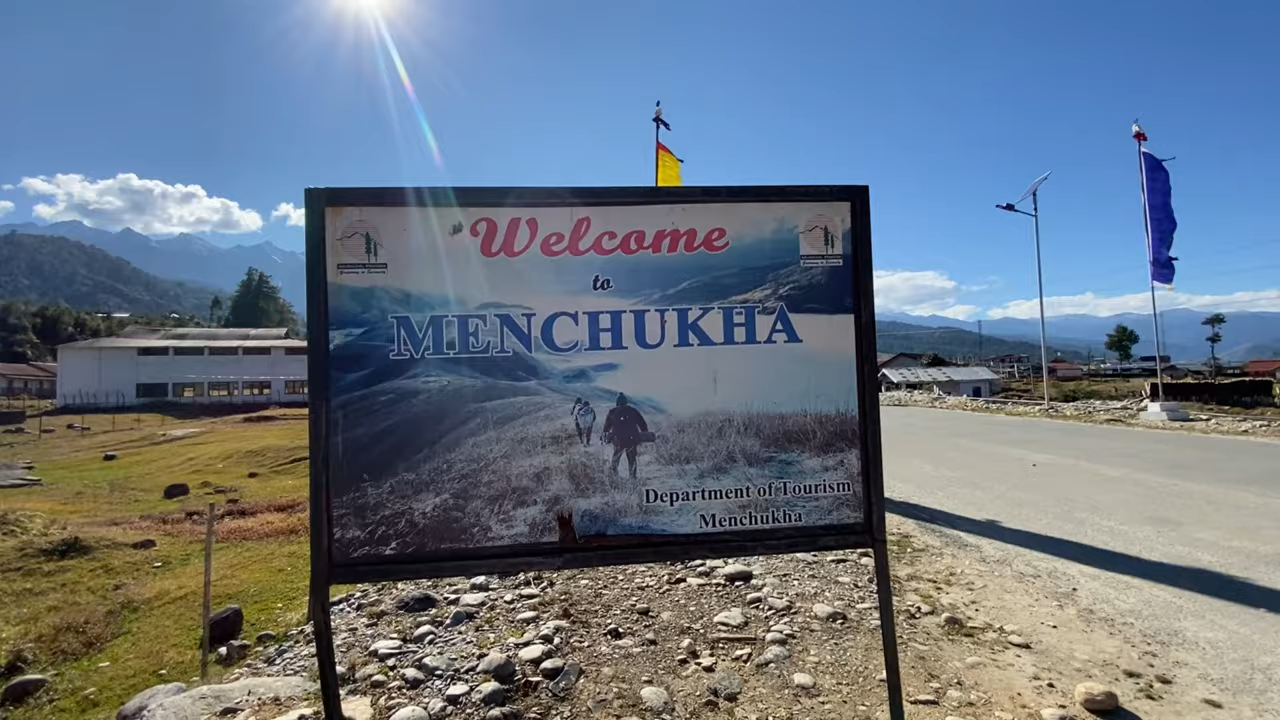 Welcome
to
MENCHUKHA
Department of Tourism
Menchukha